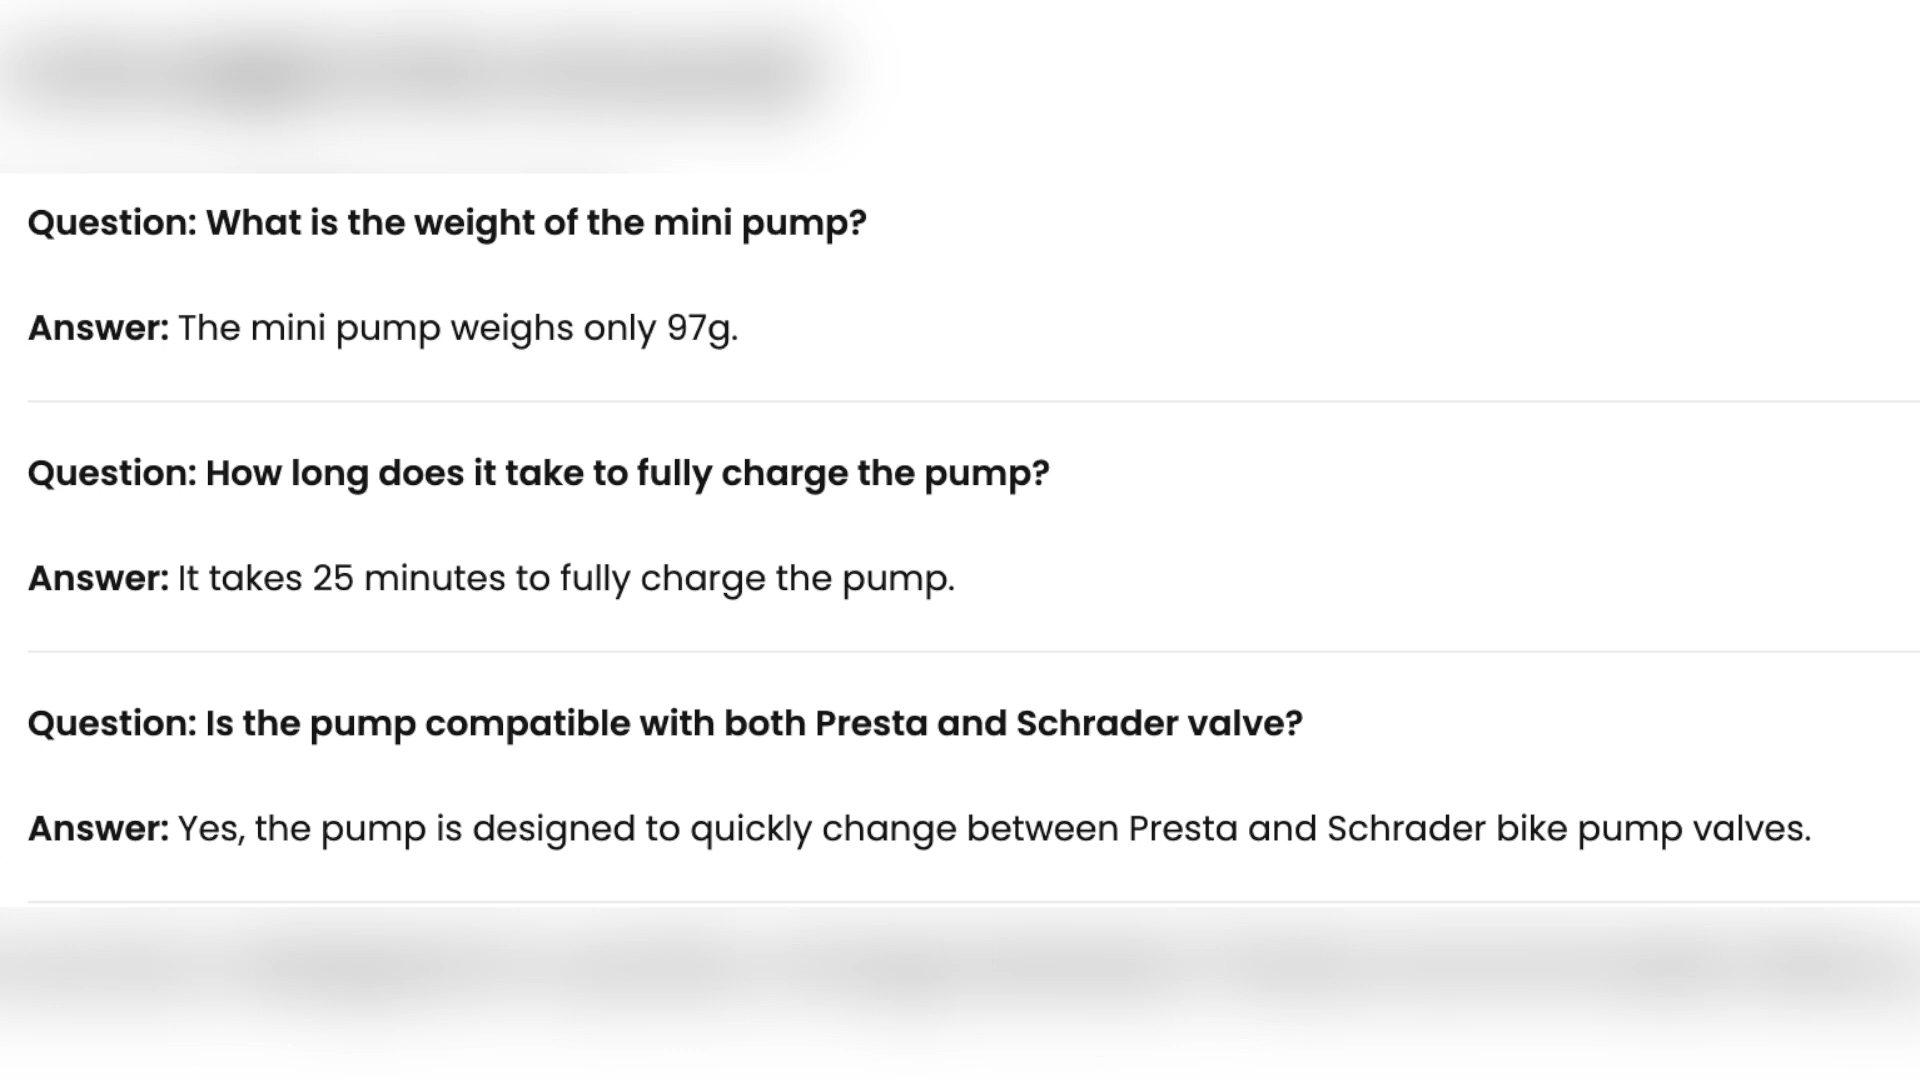 Question: What is the weight of the mini pump?
Answer: The mini pump weighs only 97g.
Question: How long does it take to fully charge the pump?
Answer: It takes 25 minutes to fully charge the pump.
Question: Is the pump compatible with both Presta and Schrader valve?
Answer: Yes, the pump is designed to quickly change between Presta and Schrader bike pump valves.